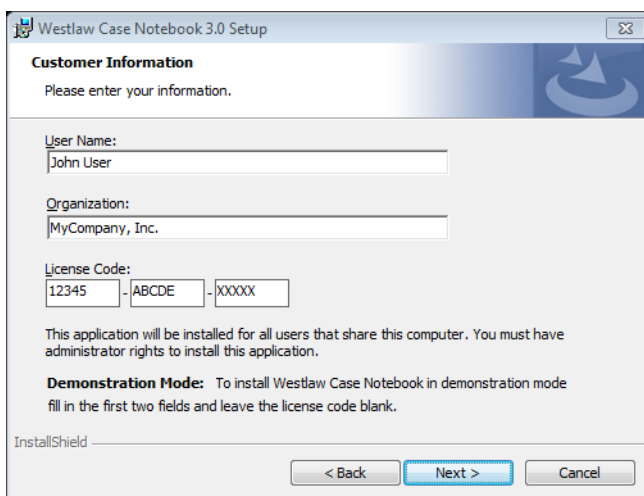 Westlaw Case Notebook 3.0 Setup
Customer Information
Please enter your information.
User Name:
John User
Organization:
MyCompany, Inc.
License Code:
12345 - ABCDE - XXXXX
This application will be installed for all users that share this computer. You must have
administrator rights to install this application.
Demonstration Mode: To install Westlaw Case Notebook in demonstration mode
fill in the first two fields and leave the license code blank.
InstallShield
< Back Next > Cancel